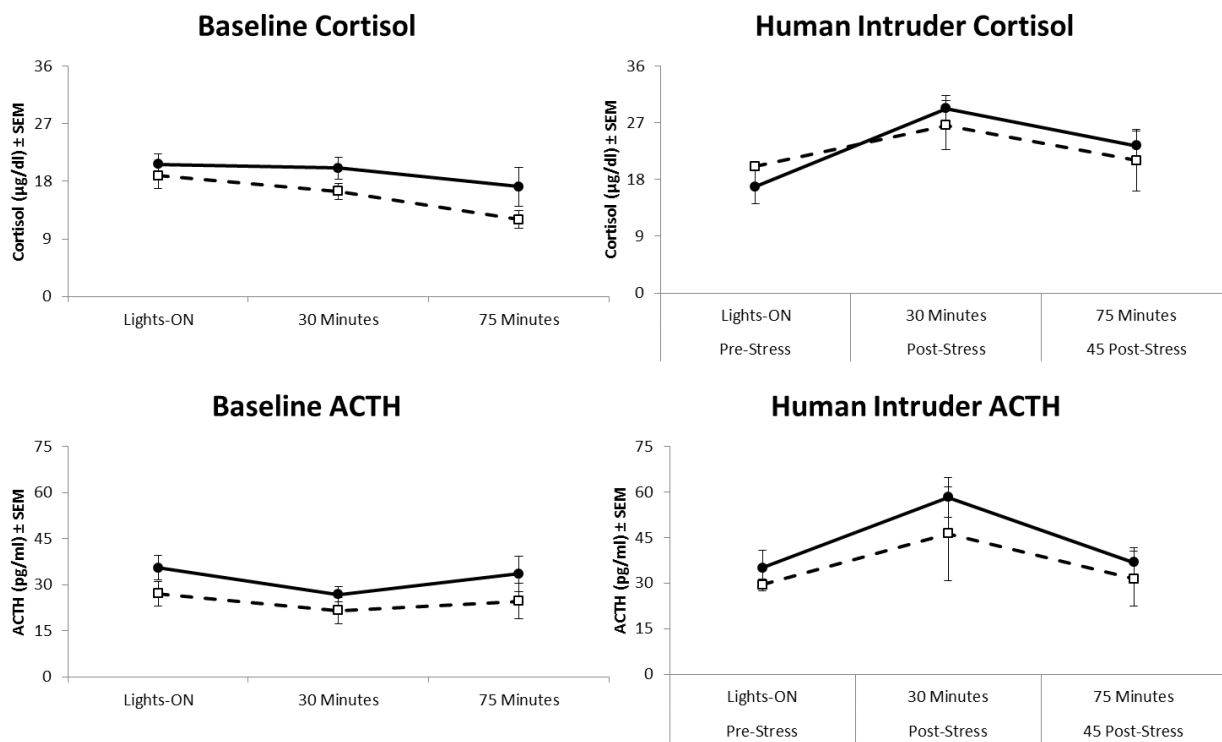 Baseline Cortisol
Cortisol (µg/dl) ± SEM
36
27
18
9
0
Lights-ON 30 Minutes 75 Minutes
Human Intruder Cortisol
Cortisol (µg/dl) ± SEM
36
27
18
9
0
Lights-ON 30 Minutes 75 Minutes
Pre-Stress Post-Stress 45 Post-Stress
Baseline ACTH
ACTH (pg/ml) ± SEM
75
60
45
30
15
0
Lights-ON 30 Minutes 75 Minutes
Human Intruder ACTH
ACTH (pg/ml) ± SEM
75
60
45
30
15
0
Lights-ON 30 Minutes 75 Minutes
Pre-Stress Post-Stress 45 Post-Stress